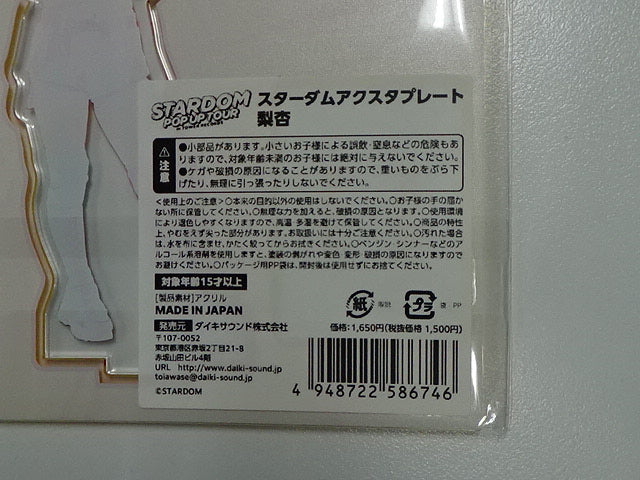 STARDOM
POP UP TOUR
in TOWER RECORDS
スターダムアクスタプレート
梨杏
⚠注意
●小部品があります。小さいお子様による誤飲・窒息などの危険もあ
りますので、対象年齢未満のお子様には絶対に与えないでください。
●ケガや破損の原因になることがありますので、重いものをぶら下
げたり、無理に引っ張ったりしないでください。
<使用上のご注意>○本来の目的以外の使用はしないでください。○お子様の手の届か
ない所に保管してください。○無理な力を加えると、破損の原因となります。○使用環境
により退色しやすくなりますので、高温・多湿を避けて保管してください。○商品の特性
上、やむをえず尖った部分があります。お取扱いには十分ご注意ください。○汚れた場合
は、水を布に含ませ、かたく絞ってからお拭きください。○ベンジン・シンナーなどのア
ルコール系溶剤を使用しますと、塗装の剥がれや変色・変形・破損の原因になりますので
お避けください。○パッケージ用PP袋は、開封後は使用せずにお捨てください。
対象年齢15才以上
[製品素材]アクリル
MADE IN JAPAN
発売元 ダイキサウンド株式会社
〒107-0052
東京都港区赤坂2丁目21-8
赤坂山田ビル4階
URL http://www.daiki-sound.com/
toiawase@daiki-sound.jp
©STARDOM
紙
プラ
袋:PP
価格:1,650円(税抜価格1,500円)
4 948722 586746